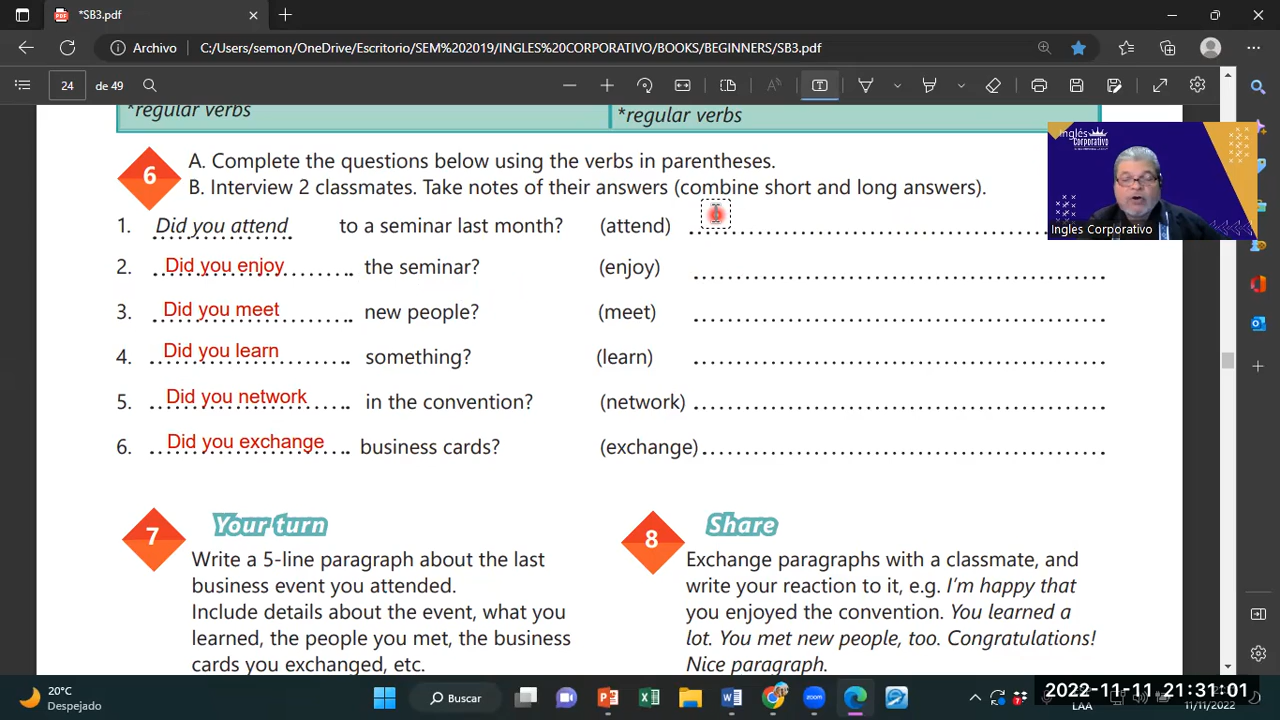 *SB3.pdf
Archivo C:/Users/semon/OneDrive/Escritorio/SEM%202019/INGLES%20CORPORATIVO/BOOKS/BEGINNERS/SB3.pdf
24 de 49
*regular verbs *regular verbs
6 A. Complete the questions below using the verbs in parentheses.
B. Interview 2 classmates. Take notes of their answers (combine short and long answers).
1. Did you attend to a seminar last month? (attend)
2. Did you enjoy the seminar? (enjoy)
3. Did you meet new people? (meet)
4. Did you learn something? (learn)
5. Did you network in the convention? (network)
6. Did you exchange business cards? (exchange)
Inglés
Corporativo
Ingles Corporativo
7 Your turn
Write a 5-line paragraph about the last
business event you attended.
Include details about the event, what you
learned, the people you met, the business
cards you exchanged, etc.
8 Share
Exchange paragraphs with a classmate, and
write your reaction to it, e.g. I'm happy that
you enjoyed the convention. You learned a
lot. You met new people, too. Congratulations!
Nice paragraph.
20°C
Despejado
Buscar
2022-11-11 21:31:01
LAA 11/11/2022